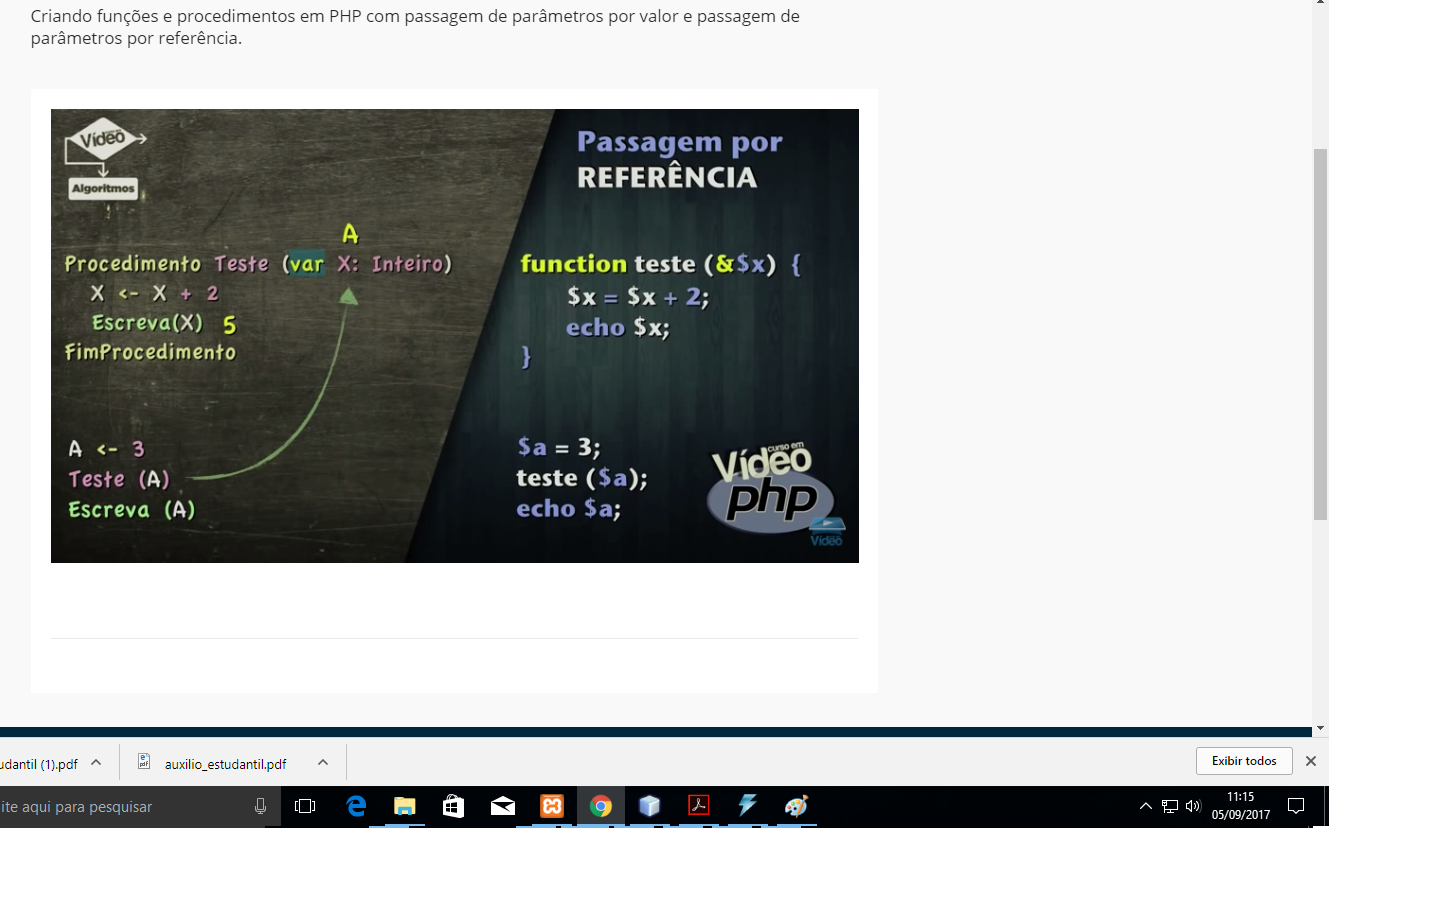 Criando funções e procedimentos em PHP com passagem de parâmetros por valor e passagem de
parâmetros por referência.
Vídeo
Algoritmos
A
Procedimento Teste (var X: Inteiro)
X <- X + 2
Escreva(X) 5
FimProcedimento
A <- 3
Teste (A)
Escreva (A)
Passagem por
REFERÊNCIA
function teste (&$x) {
$x = $x + 2;
echo $x;
}
$a = 3;
teste ($a);
echo $a;
curso em
Vídeo
php
Vídeo
udantil (1).pdf
auxilio_estudantil.pdf
Exibir todos
ite aqui para pesquisar
11:15
05/09/2017